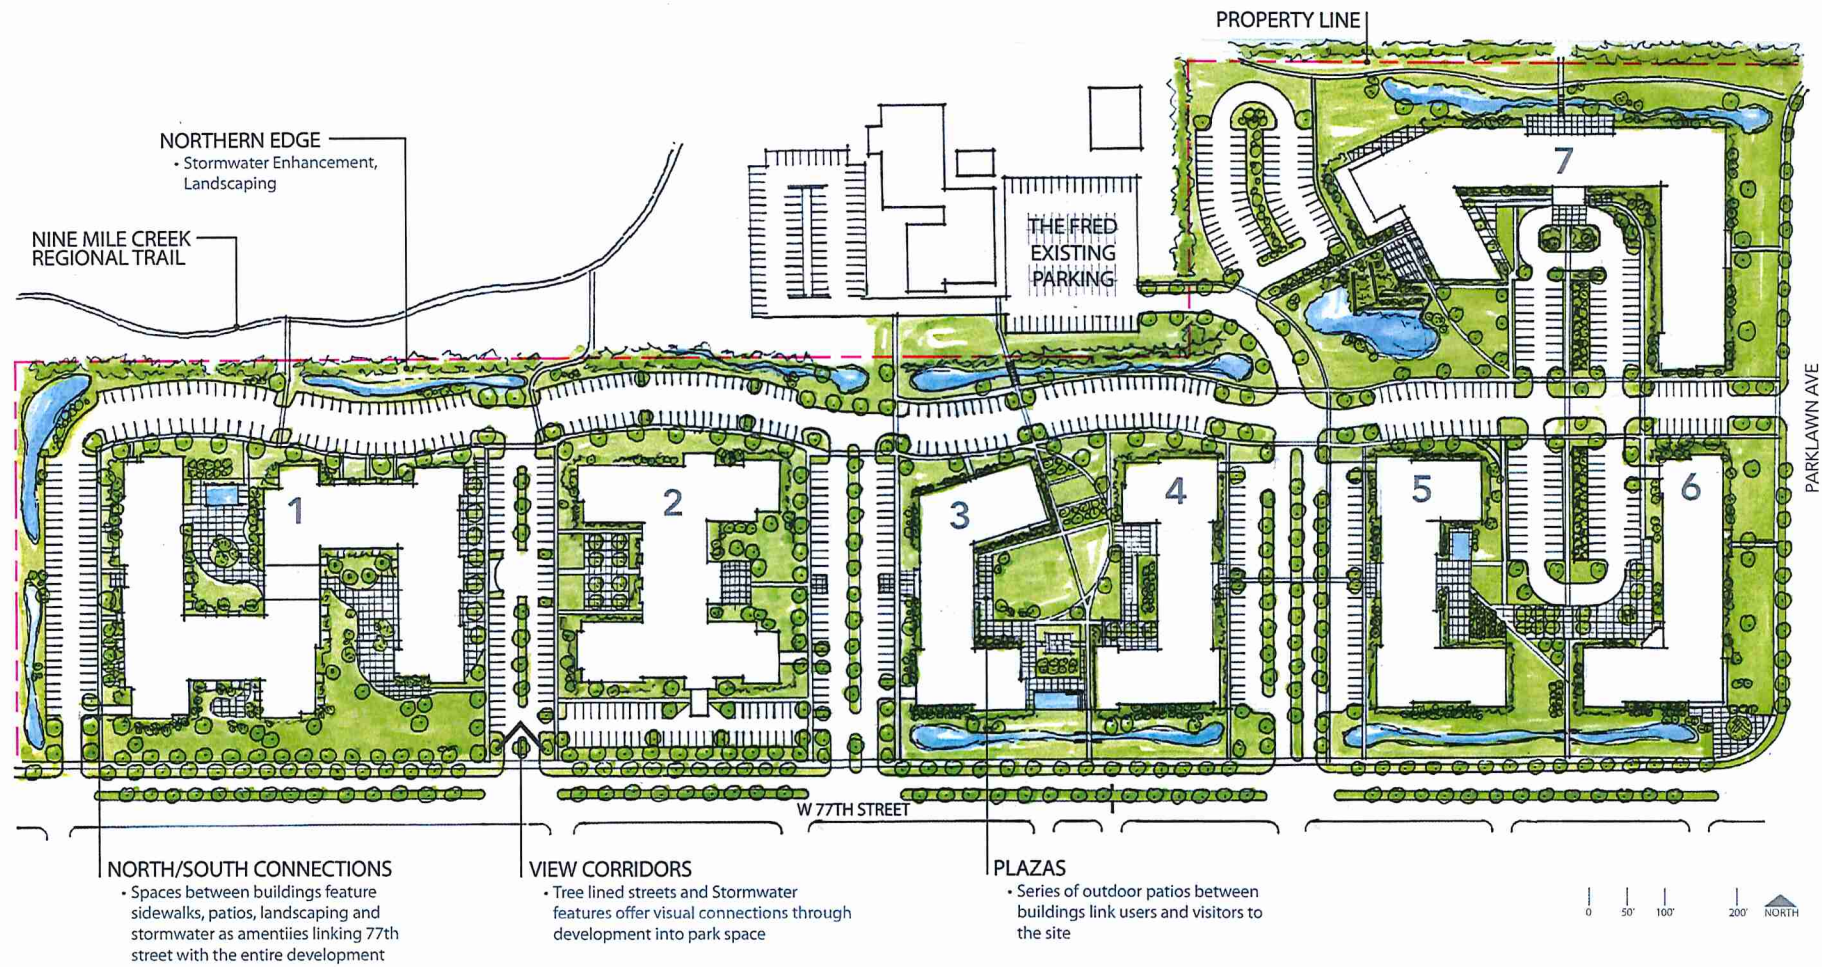 PROPERTY LINE
NORTHERN EDGE
• Stormwater Enhancement,
Landscaping
NINE MILE CREEK
REGIONAL TRAIL
THE FRED
EXISTING
PARKING
7
1
2
3
4
5
6
PARKLAWN AVE
W 77TH STREET
NORTH/SOUTH CONNECTIONS
• Spaces between buildings feature
sidewalks, patios, landscaping and
stormwater as amentiies linking 77th
street with the entire development
VIEW CORRIDORS
• Tree lined streets and Stormwater
features offer visual connections through
development into park space
PLAZAS
• Series of outdoor patios between
buildings link users and visitors to
the site
0 50' 100' 200' NORTH